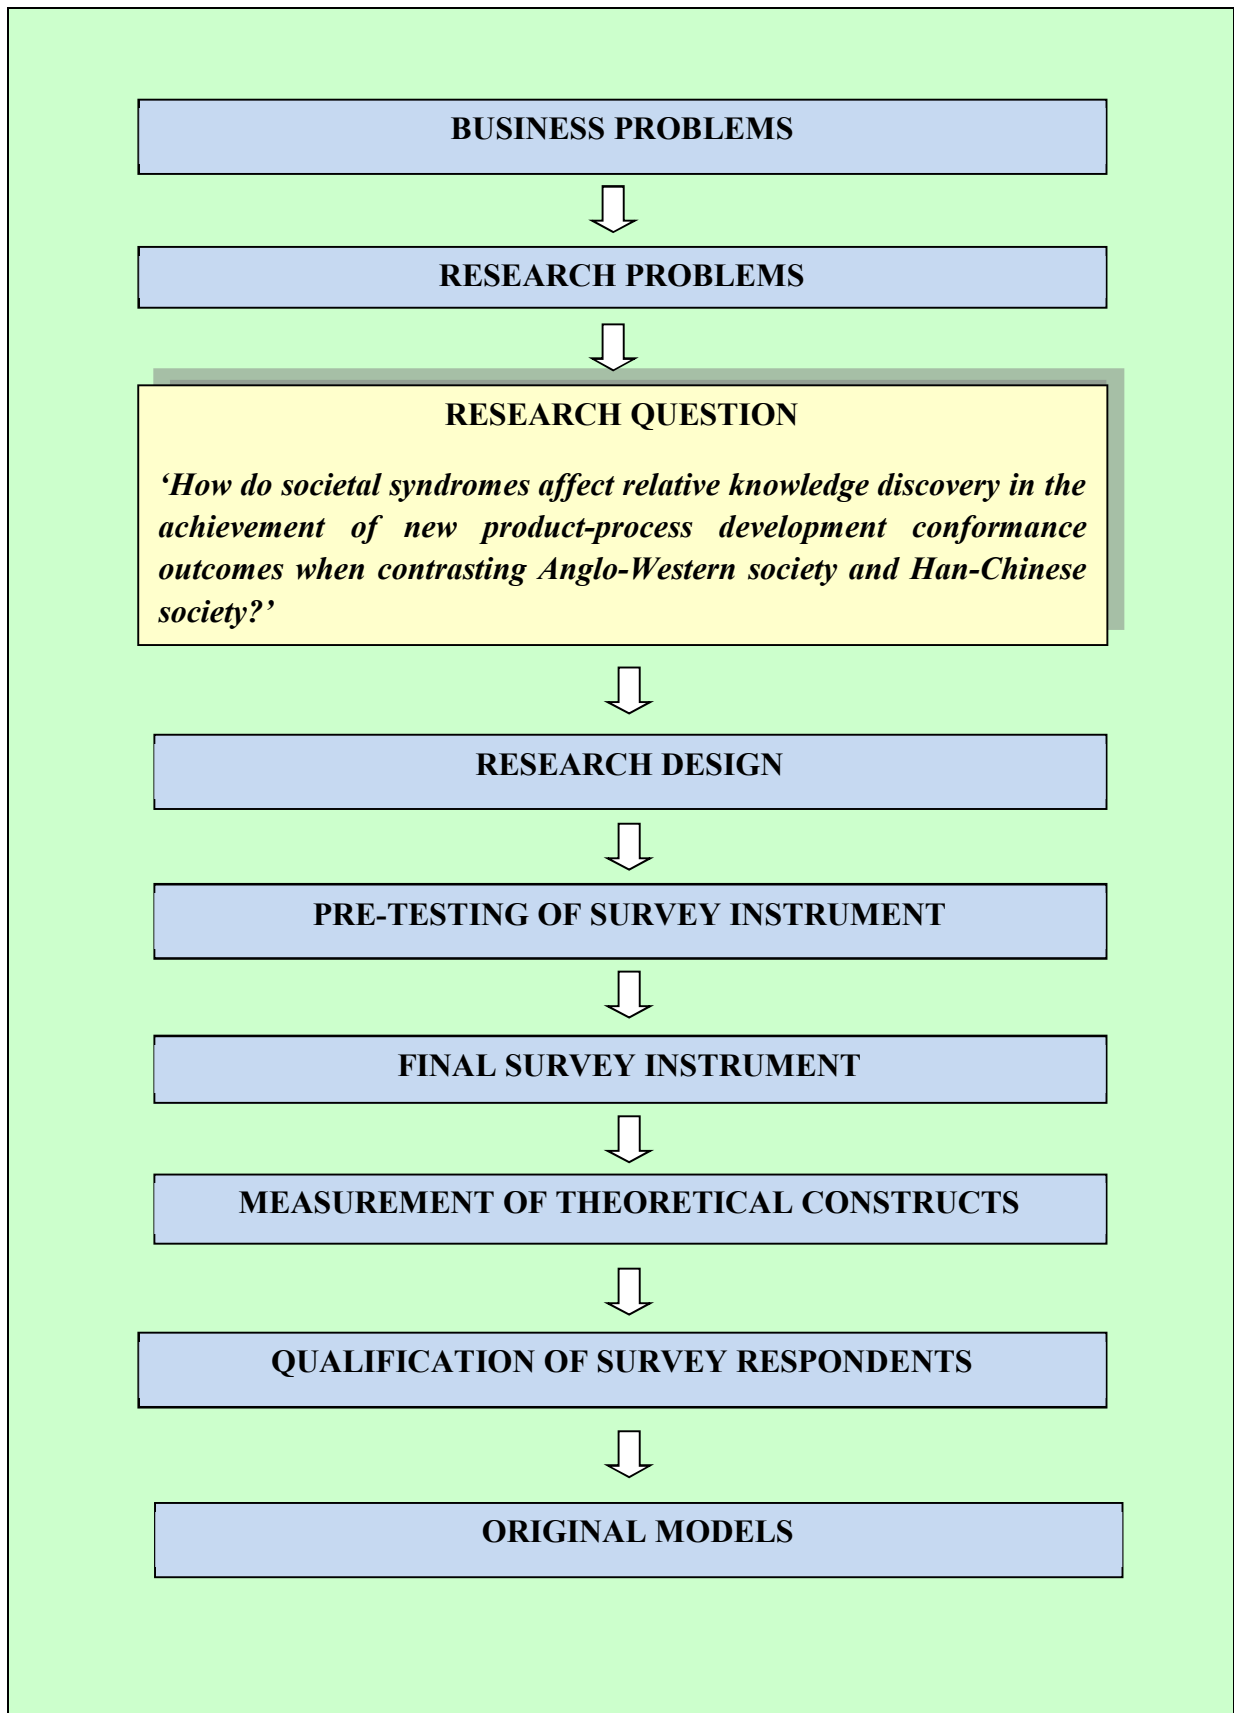 BUSINESS PROBLEMS
RESEARCH PROBLEMS
RESEARCH QUESTION
‘How do societal syndromes affect relative knowledge discovery in the
achievement of new product-process development conformance
outcomes when contrasting Anglo-Western society and Han-Chinese
society?’
RESEARCH DESIGN
PRE-TESTING OF SURVEY INSTRUMENT
FINAL SURVEY INSTRUMENT
MEASUREMENT OF THEORETICAL CONSTRUCTS
QUALIFICATION OF SURVEY RESPONDENTS
ORIGINAL MODELS